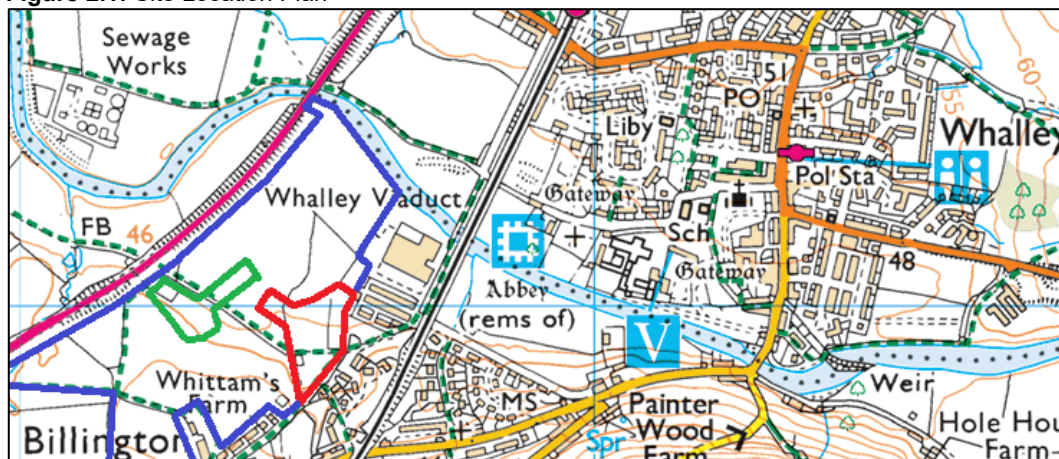 Figure 2.1: Site Location Plan
Sewage
Works
51
PO
60
55
Liby
Whalley
Whalley Viaduct
Gateway
Pol Sta
FB
46
Sch
Gateway
48
Abbey
(rems of)
V
Whittam's
Farm
MS
Weir
Painter
Wood
Farm
Spr
Hole Hou
Farm
Billington
0